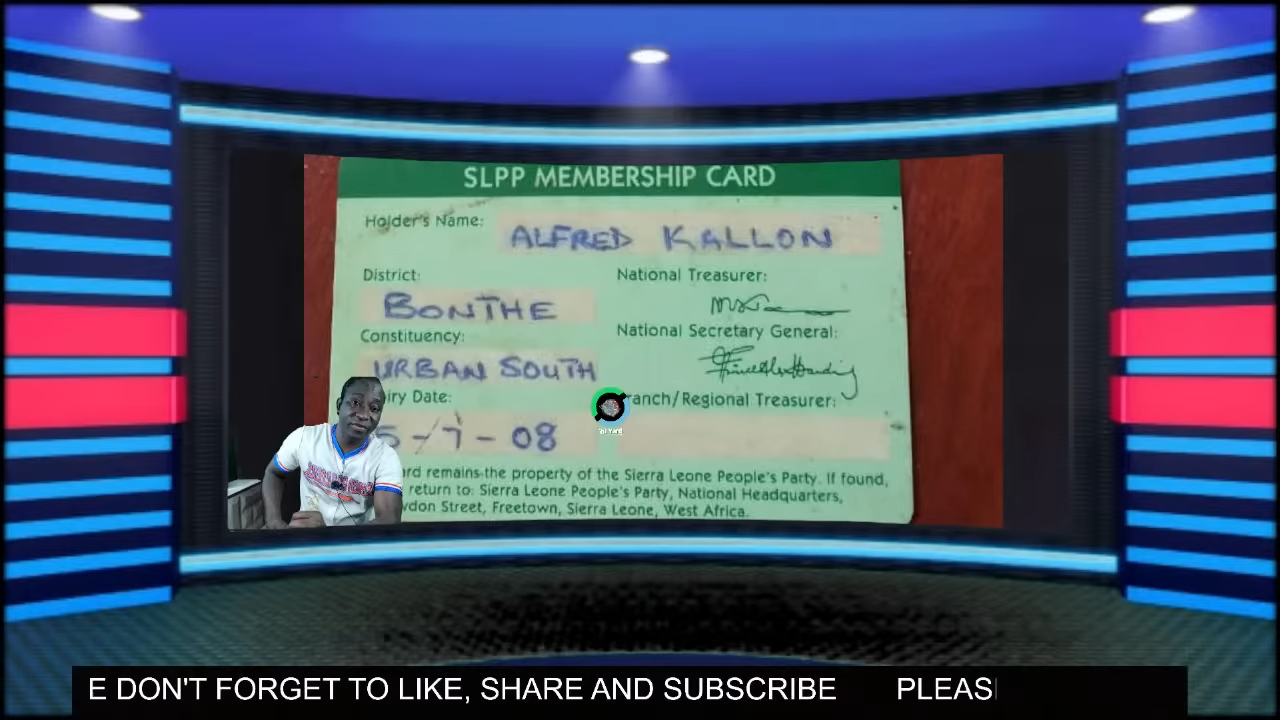 SLPP MEMBERSHIP CARD
Holder's Name: ALFRED KALLON
District: National Treasurer:
BONTHE
Constituency: National Secretary General:
URBAN SOUTH
iry Date: ranch/Regional Treasurer:
5-7-08
ard remains the property of the Sierra Leone People's Party. If found,
return to: Sierra Leone People's Party, National Headquarters,
ydon Street, Freetown, Sierra Leone, West Africa.
E DON'T FORGET TO LIKE, SHARE AND SUBSCRIBE PLEAS